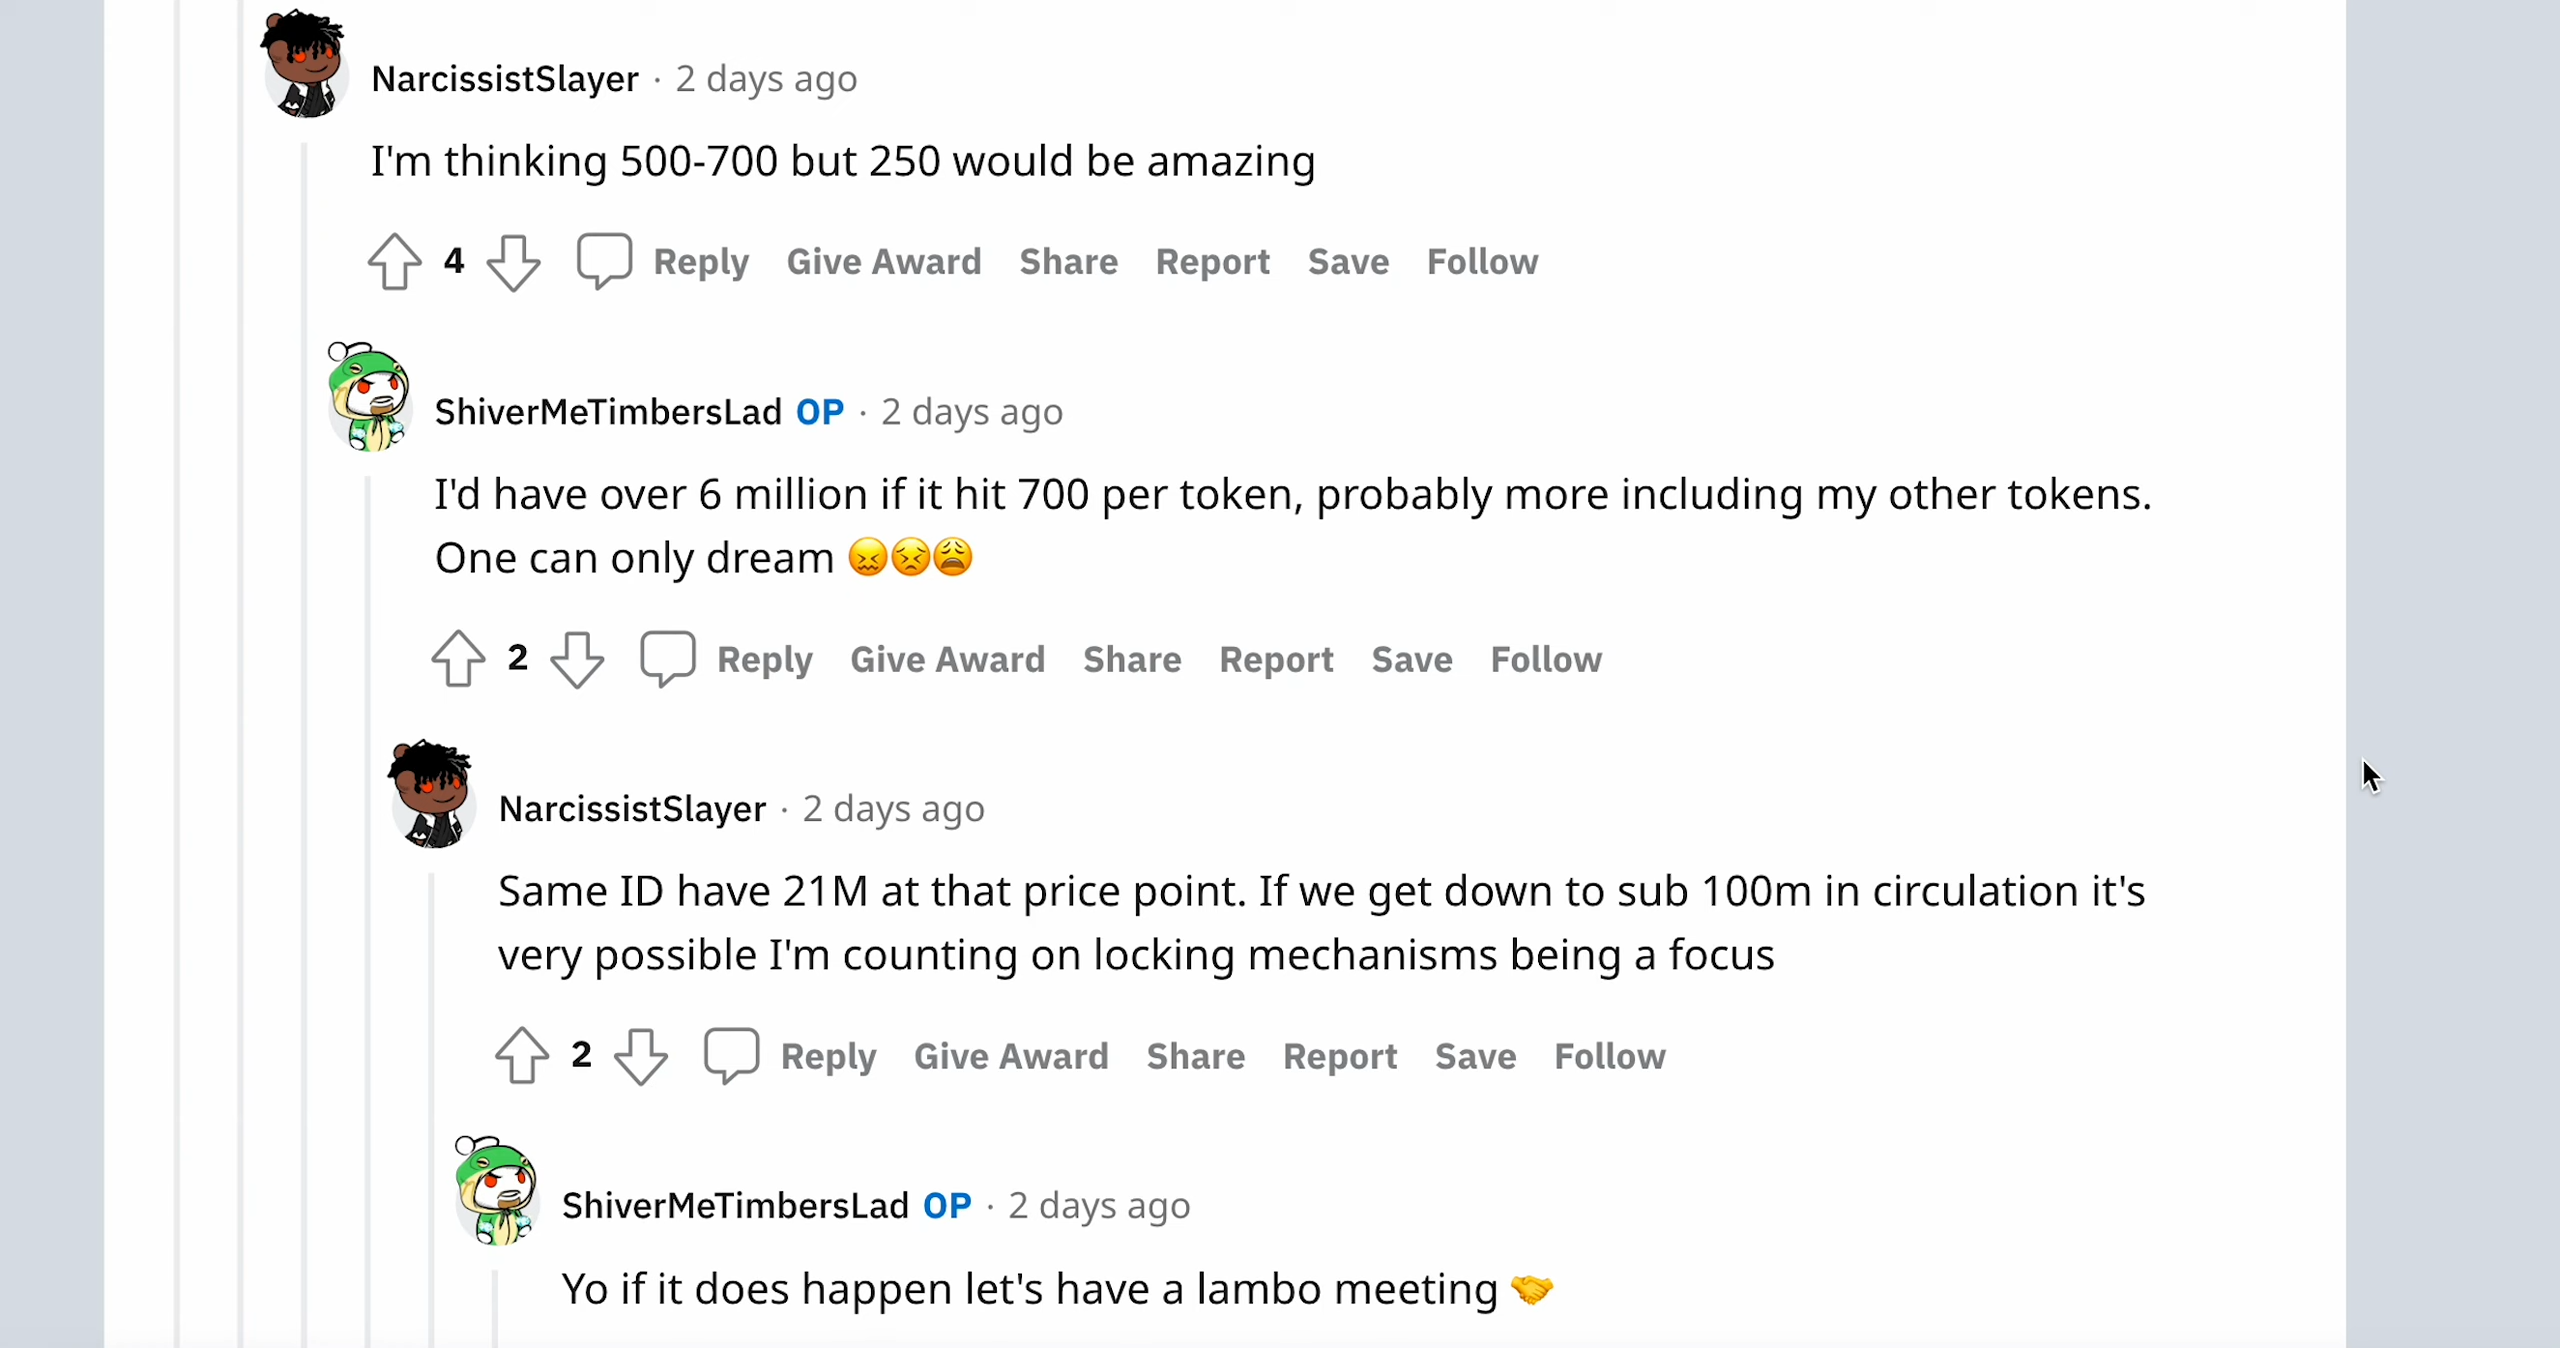 NarcissistSlayer · 2 days ago
I'm thinking 500-700 but 250 would be amazing
4 Reply Give Award Share Report Save Follow
ShiverMeTimbersLad OP · 2 days ago
I'd have over 6 million if it hit 700 per token, probably more including my other tokens.
One can only dream 😖😣😩
2 Reply Give Award Share Report Save Follow
NarcissistSlayer · 2 days ago
Same ID have 21M at that price point. If we get down to sub 100m in circulation it's
very possible I'm counting on locking mechanisms being a focus
2 Reply Give Award Share Report Save Follow
ShiverMeTimbersLad OP · 2 days ago
Yo if it does happen let's have a lambo meeting 🤝